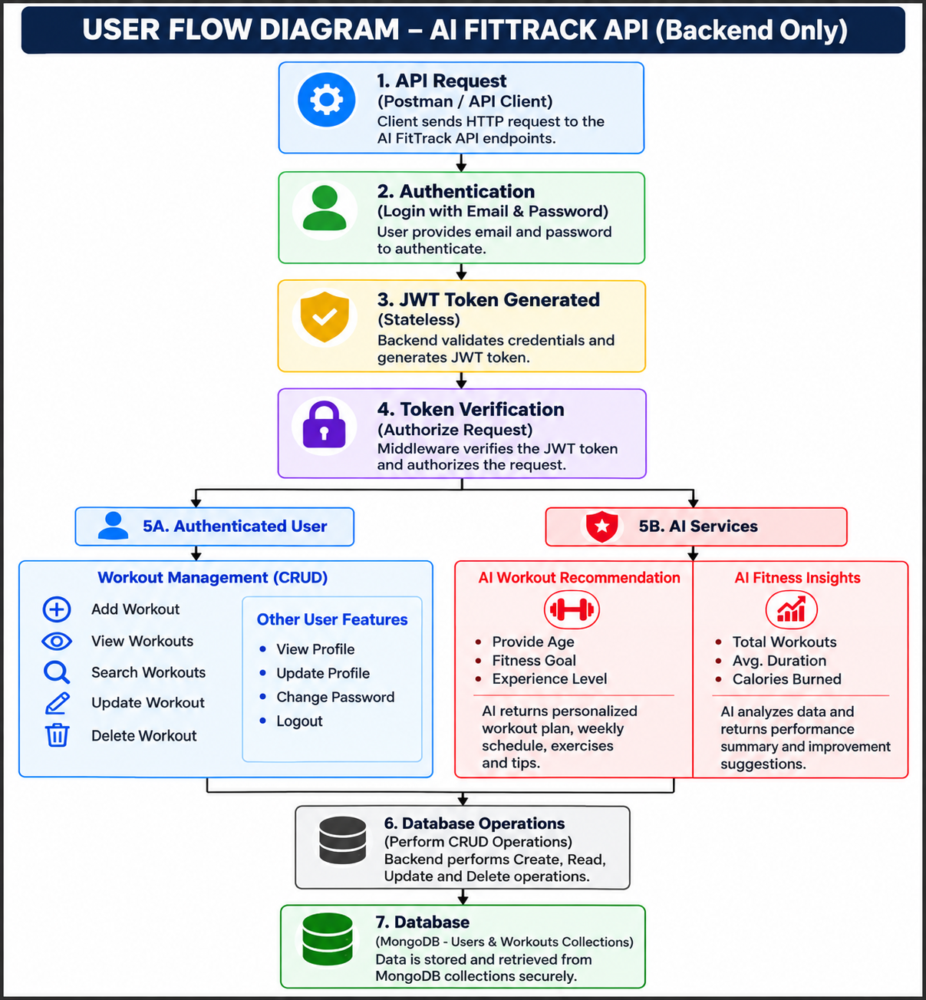 USER FLOW DIAGRAM – AI FITTRACK API (Backend Only)
1. API Request
(Postman / API Client)
Client sends HTTP request to the
AI FitTrack API endpoints.
2. Authentication
(Login with Email & Password)
User provides email and password
to authenticate.
3. JWT Token Generated
(Stateless)
Backend validates credentials and
generates JWT token.
4. Token Verification
(Authorize Request)
Middleware verifies the JWT token
and authorizes the request.
5A. Authenticated User
Workout Management (CRUD)
Add Workout
View Workouts
Search Workouts
Update Workout
Delete Workout
Other User Features
• View Profile
• Update Profile
• Change Password
• Logout
5B. AI Services
AI Workout Recommendation
• Provide Age
• Fitness Goal
• Experience Level
AI returns personalized
workout plan, weekly
schedule, exercises
and tips.
AI Fitness Insights
• Total Workouts
• Avg. Duration
• Calories Burned
AI analyzes data and
returns performance
summary and improvement
suggestions.
6. Database Operations
(Perform CRUD Operations)
Backend performs Create, Read,
Update and Delete operations.
7. Database
(MongoDB - Users & Workouts Collections)
Data is stored and retrieved from
MongoDB collections securely.